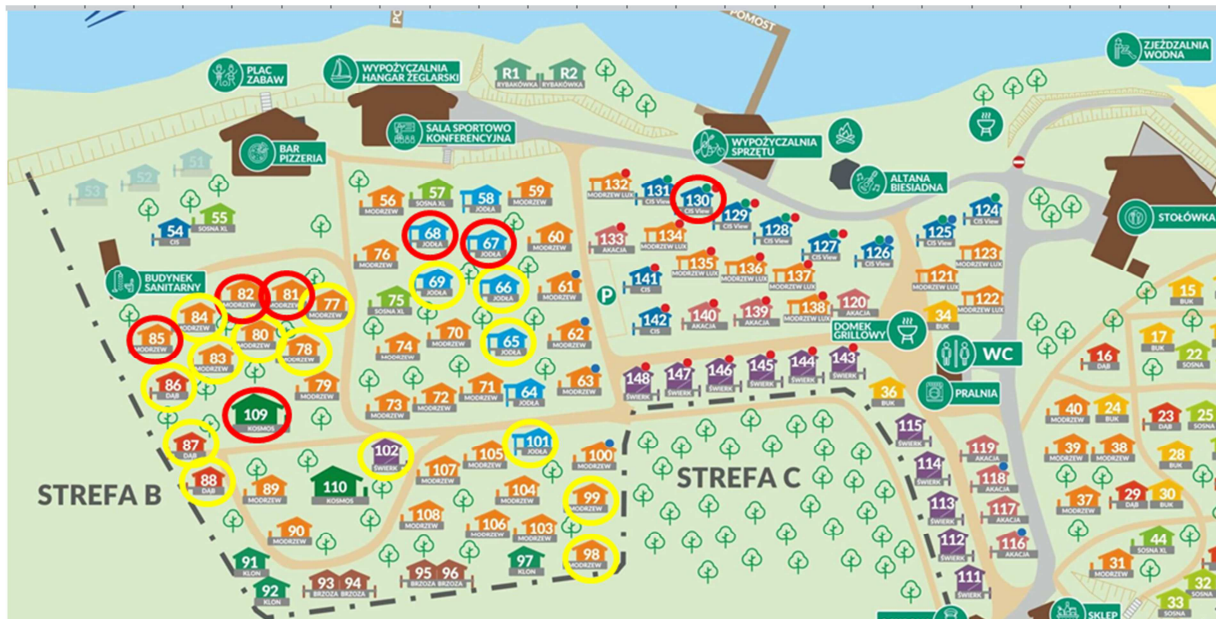 POMOST
PLAC
ZABAW
WYPOŻYCZALNIA
HANGAR ŻEGLARSKI
R1
RYBAKÓWKA
R2
RYBAKÓWKA
ZJEŻDŻALNIA
WODNA
SALA SPORTOWO
KONFERENCYJNA
BAR
PIZZERIA
WYPOŻYCZALNIA
SPRZĘTU
ALTANA
BIESIADNA
STOŁÓWKA
51
52
53
54
CIS
55
SOSNA XL
56
MODRZEW
57
SOSNA XL
58
JODŁA
59
MODRZEW
132
MODRZEW LUX
131
CIS View
130
CIS View
129
CIS View
128
CIS View
127
CIS View
126
CIS View
125
CIS View
124
CIS View
68
JODŁA
67
JODŁA
60
MODRZEW
133
AKACJA
134
MODRZEW LUX
135
MODRZEW LUX
136
MODRZEW LUX
137
MODRZEW LUX
138
MODRZEW LUX
123
MODRZEW LUX
121
MODRZEW LUX
122
MODRZEW LUX
76
MODRZEW
69
JODŁA
66
JODŁA
61
MODRZEW
141
CIS
P
142
CIS
140
AKACJA
139
AKACJA
120
AKACJA
34
BUK
15
BUK
BUDYNEK
SANITARNY
82
MODRZEW
81
MODRZEW
77
MODRZEW
75
SOSNA XL
84
MODRZEW
85
MODRZEW
80
MODRZEW
78
MODRZEW
83
MODRZEW
74
MODRZEW
70
MODRZEW
65
JODŁA
62
MODRZEW
DOMEK
GRILLOWY
WC
PRALNIA
17
BUK
16
DĄB
22
SOSNA
86
DĄB
79
MODRZEW
73
MODRZEW
72
MODRZEW
71
MODRZEW
64
JODŁA
63
MODRZEW
148
ŚWIERK
147
ŚWIERK
146
ŚWIERK
145
ŚWIERK
144
ŚWIERK
143
ŚWIERK
36
BUK
109
KOSMOS
87
DĄB
88
DĄB
89
MODRZEW
110
KOSMOS
102
ŚWIERK
107
MODRZEW
105
MODRZEW
101
JODŁA
100
MODRZEW
104
MODRZEW
99
MODRZEW
108
MODRZEW
106
MODRZEW
103
MODRZEW
98
MODRZEW
97
KLON
90
MODRZEW
91
KLON
92
KLON
93
BRZOZA
94
BRZOZA
95
BRZOZA
96
BRZOZA
STREFA B
STREFA C
115
ŚWIERK
114
ŚWIERK
113
ŚWIERK
112
ŚWIERK
111
ŚWIERK
119
AKACJA
118
AKACJA
117
AKACJA
116
AKACJA
40
MODRZEW
24
BUK
23
DĄB
25
SOSNA
39
MODRZEW
38
MODRZEW
28
BUK
37
MODRZEW
29
DĄB
30
BUK
44
SOSNA XL
31
MODRZEW
32
SOSNA
33
SOSNA
SKLEP